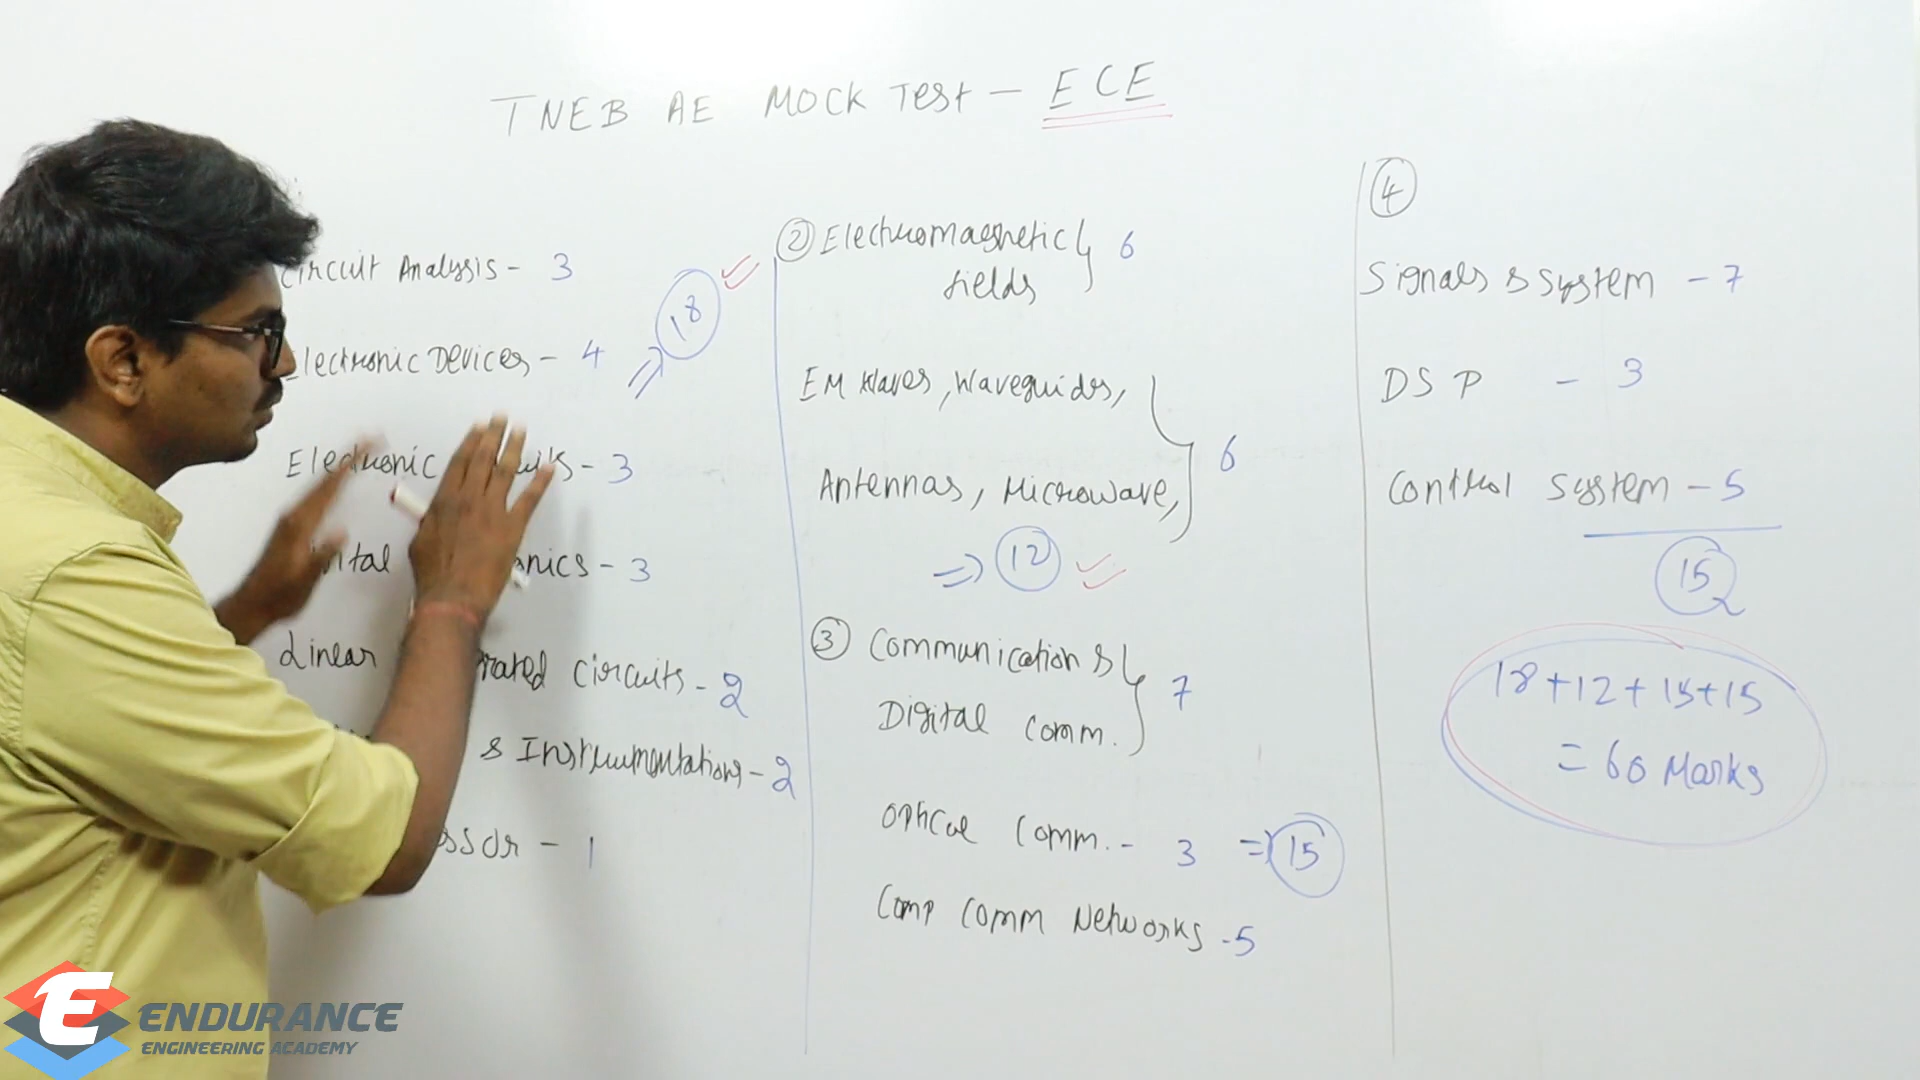 TNEB AE MOCK Test - ECE
Circuit Analysis - 3
Electronic Devices - 4
18
Electronic - 3
- 3
Linear Circuits - 2
& Instrumentations - 2
- 1
② Electromagnetic
fields
6
EM Waves, Waveguides,
Antennas, Microwave,
6
=> 12
③ Communication &
Digital Comm.
7
Optical Comm. - 3 => 15
Comp Comm Networks - 5
④
Signals & System - 7
DSP - 3
Control System - 5
15
18+12+15+15
= 60 Marks
E
ENDURANCE
ENGINEERING ACADEMY